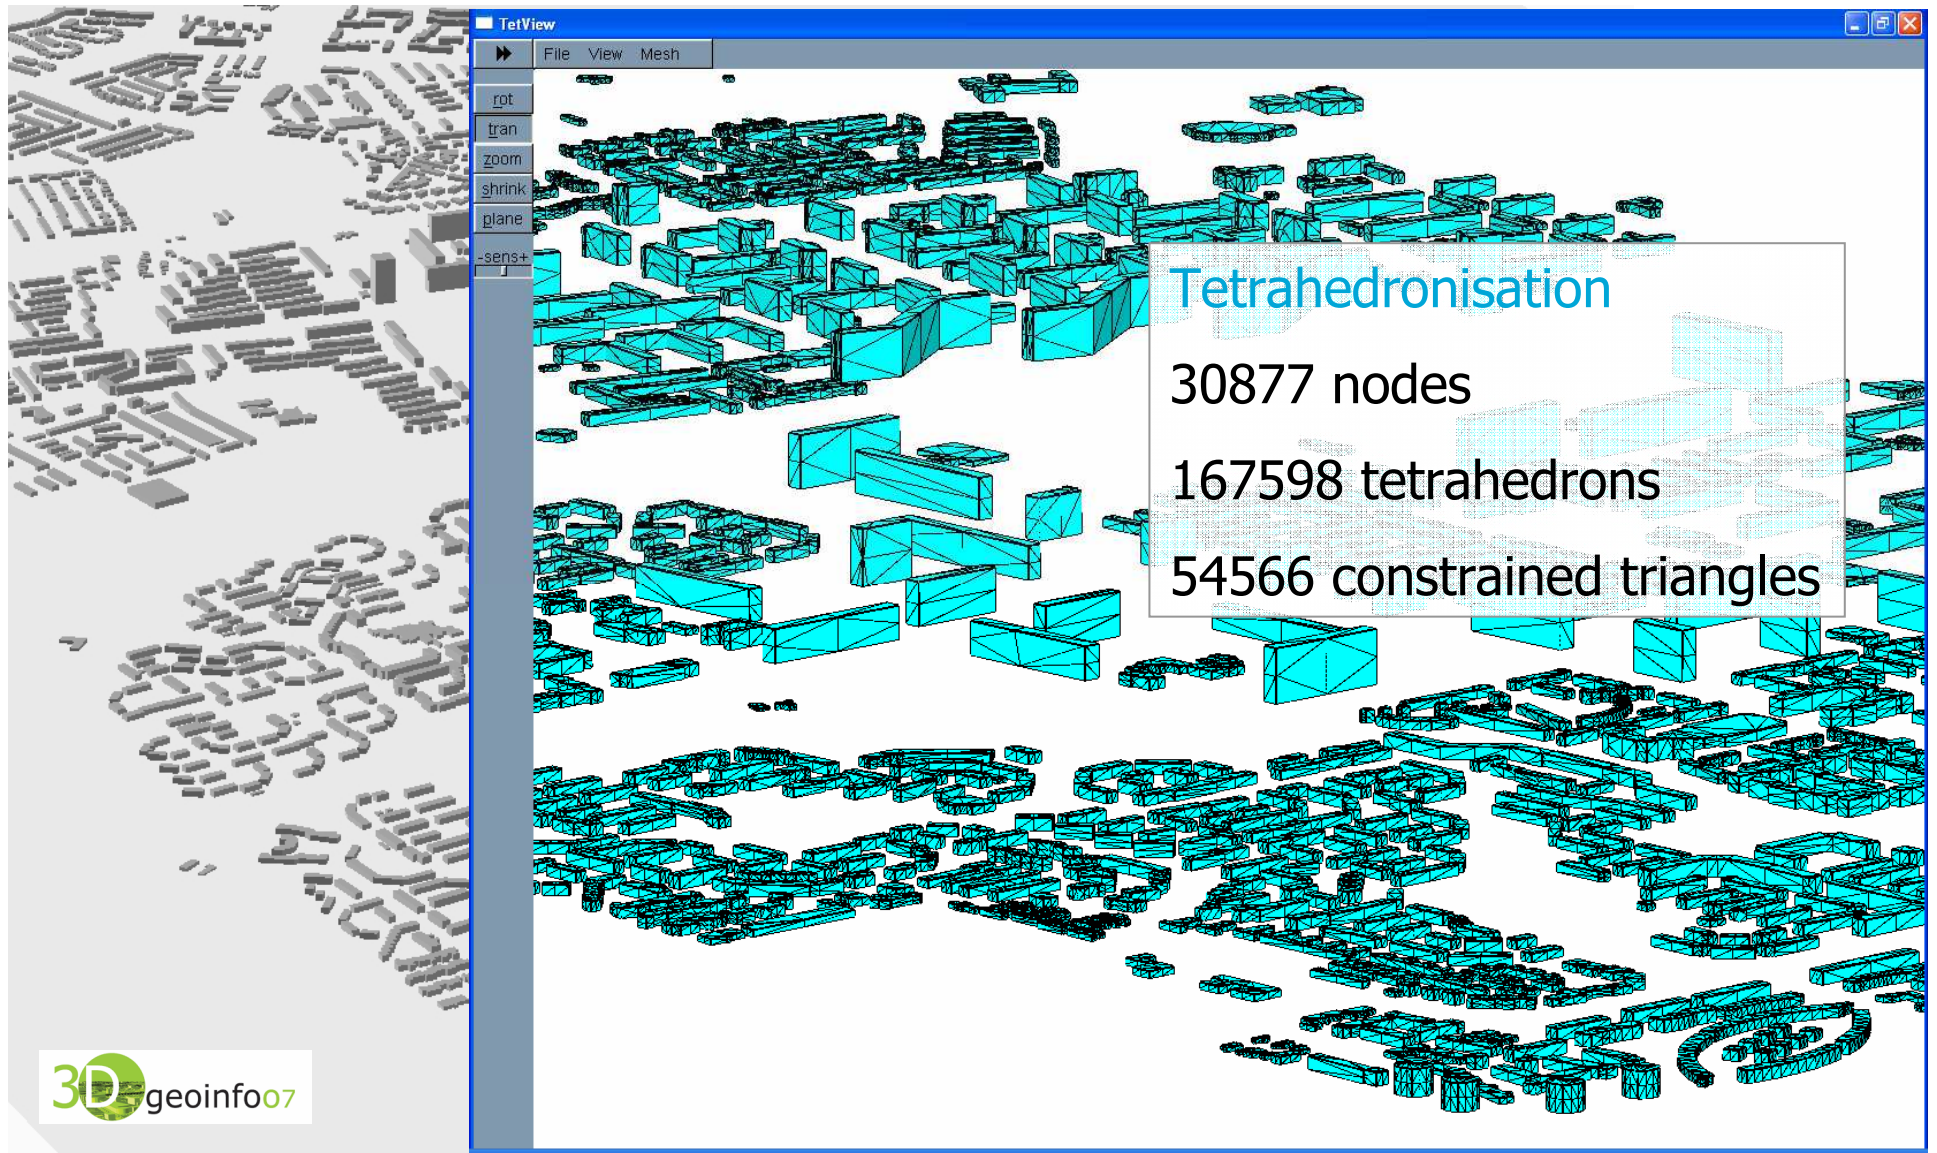 TetView
File View Mesh
rot
tran
zoom
shrink
plane
-sens+
Tetrahedronisation
30877 nodes
167598 tetrahedrons
54566 constrained triangles
3D geoinfo07